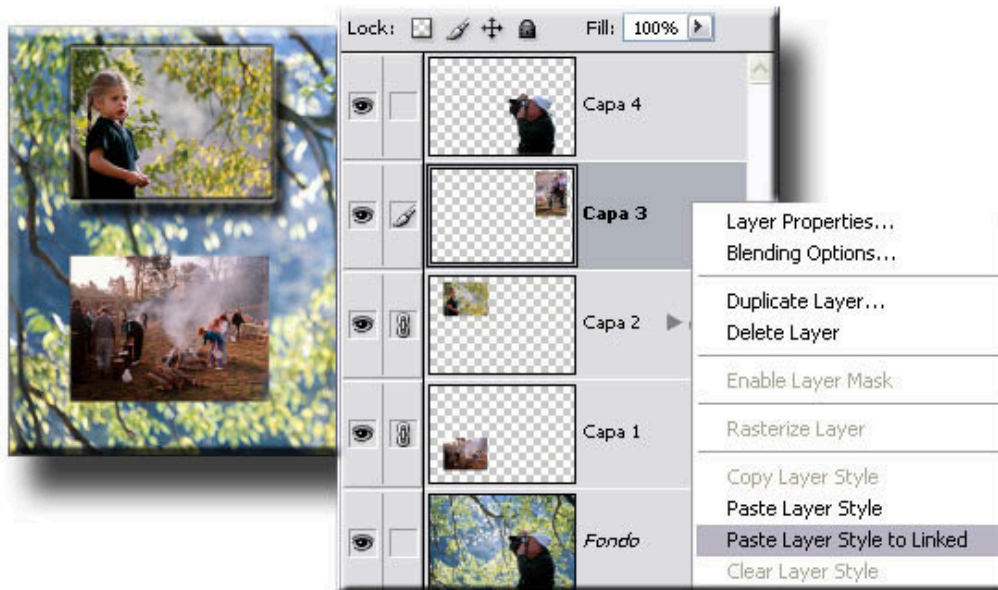 Lock: Fill: 100%
Capa 4
Capa 3
Layer Properties...
Blending Options...
Duplicate Layer...
Capa 2
Delete Layer
Enable Layer Mask
Capa 1
Rasterize Layer
Copy Layer Style
Paste Layer Style
Fondo
Paste Layer Style to Linked
Clear Layer Style